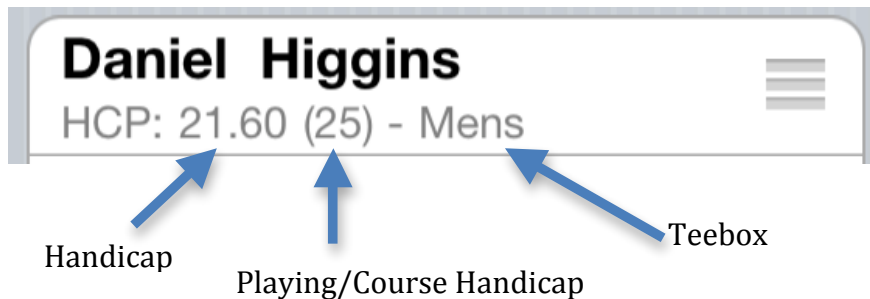 Daniel Higgins
HCP: 21.60 (25) - Mens
Teebox
Handicap
Playing/Course Handicap